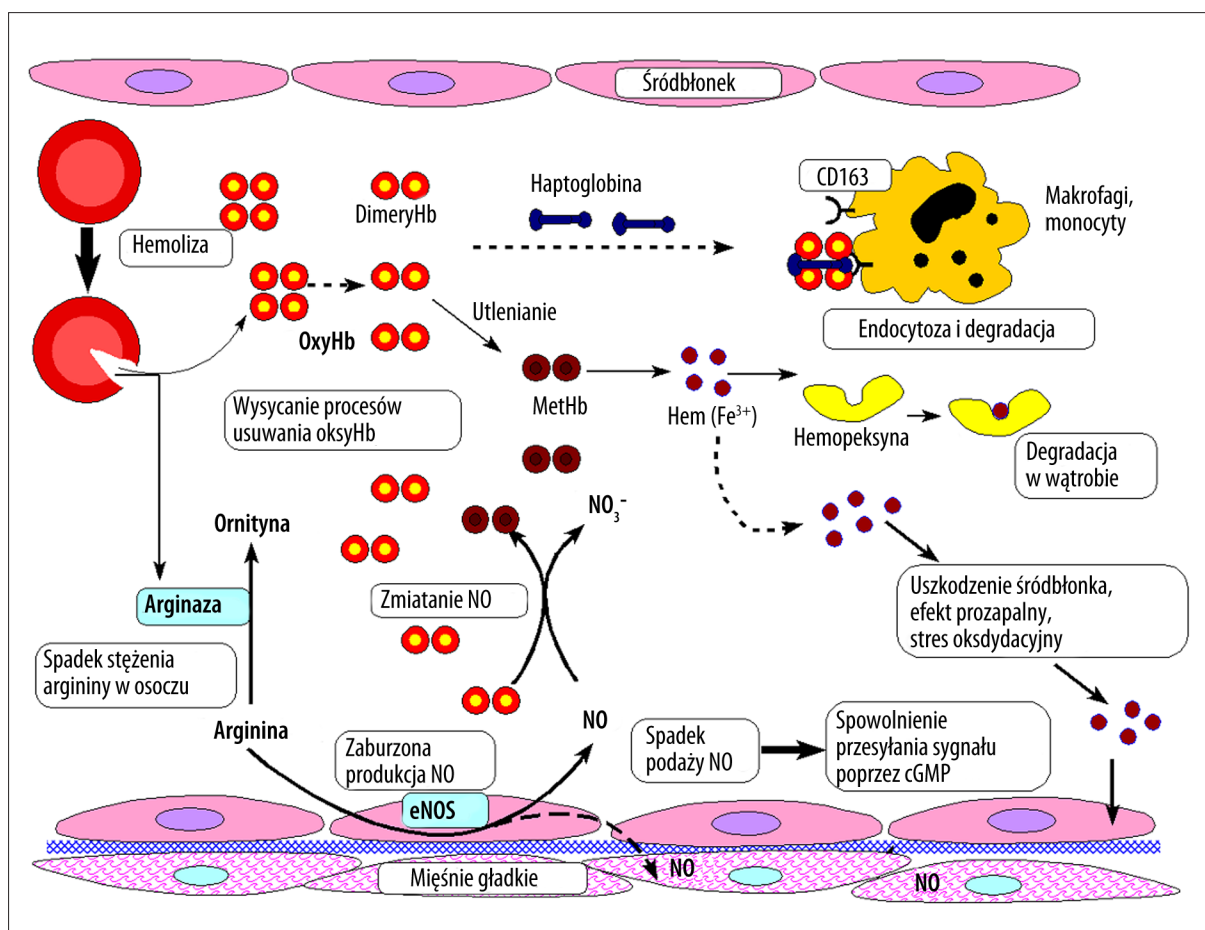 Śródbłonek
CD163
Haptoglobina
DimeryHb
Makrofagi,
monocyty
Hemoliza
Utlenianie
OxyHb
Endocytoza i degradacja
MetHb
Hem (Fe³⁺)
Hemopeksyna
Wysycanie procesów
usuwania oksyHb
Degradacja
w wątrobie
Ornityna
NO₃⁻
Arginaza
Zmiatanie NO
Uszkodzenie śródbłonka,
efekt prozapalny,
stres oksdydacyjny
Spadek stężenia
argininy w osoczu
Arginina
NO
Zaburzona
produkcja NO
Spadek
podaży NO
Spowolnienie
przesyłania sygnału
poprzez cGMP
eNOS
Mięśnie gładkie
NO
NO